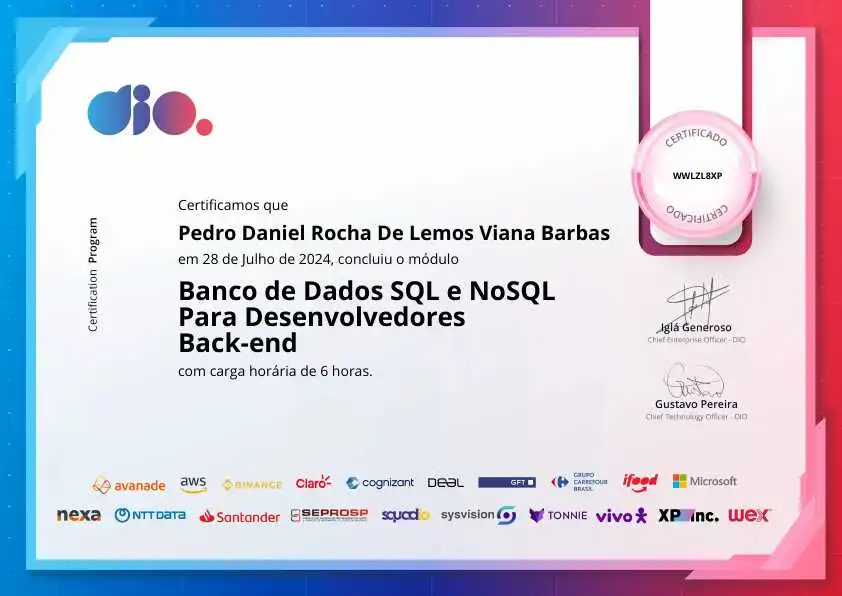 dio.
CERTIFICADO
WWLZL8XP
CERTIFICADO
Certification Program
Certificamos que
Pedro Daniel Rocha De Lemos Viana Barbas
em 28 de Julho de 2024, concluiu o módulo
Banco de Dados SQL e NoSQL
Para Desenvolvedores
Back-end
com carga horária de 6 horas.
Iglá Generoso
Chief Enterprise Officer - DIO
Gustavo Pereira
Chief Technology Officer - DIO
avanade aws BINANCE Claro cognizant DEAL GFT GRUPO CARREFOUR BRASIL ifood Microsoft
nexa NTT DATA Santander SEPROSP squadio sysvision TONNIE vivo XP inc. wex